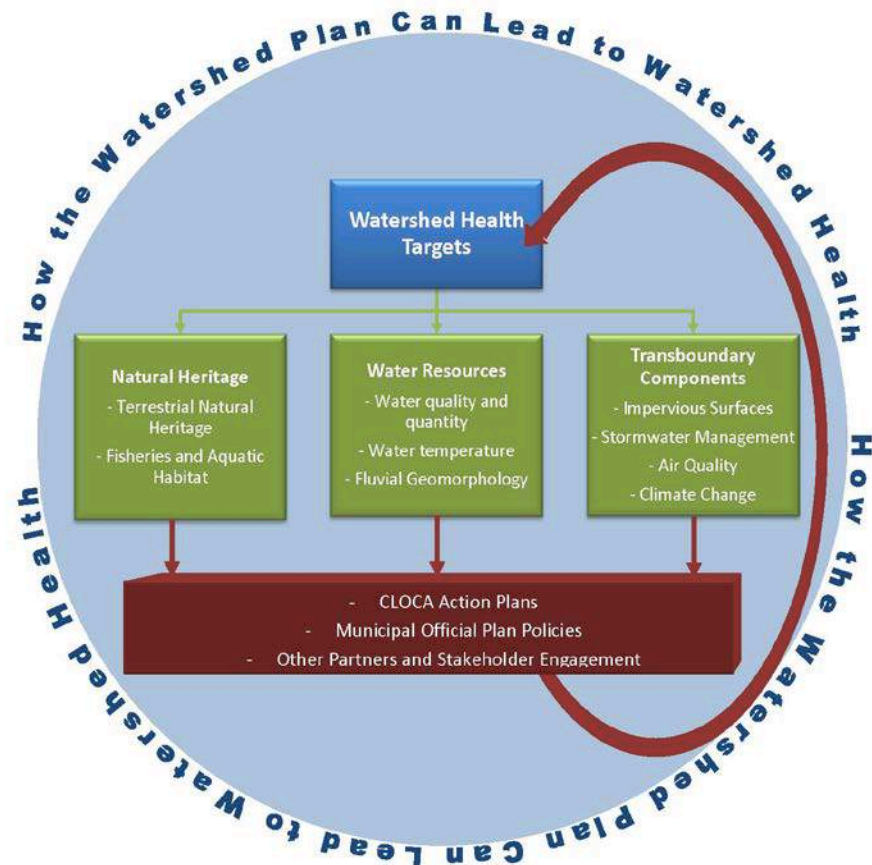 How the Watershed Plan Can Lead to Watershed Health
How the Watershed Plan Can Lead to Watershed Health
Watershed Health
Targets
Natural Heritage
- Terrestrial Natural
Heritage
- Fisheries and Aquatic
Habitat
Water Resources
- Water quality and
quantity
- Water temperature
- Fluvial Geomorphology
Transboundary
Components
- Impervious Surfaces
- Stormwater Management
- Air Quality
- Climate Change
- CLOCA Action Plans
- Municipal Official Plan Policies
- Other Partners and Stakeholder Engagement